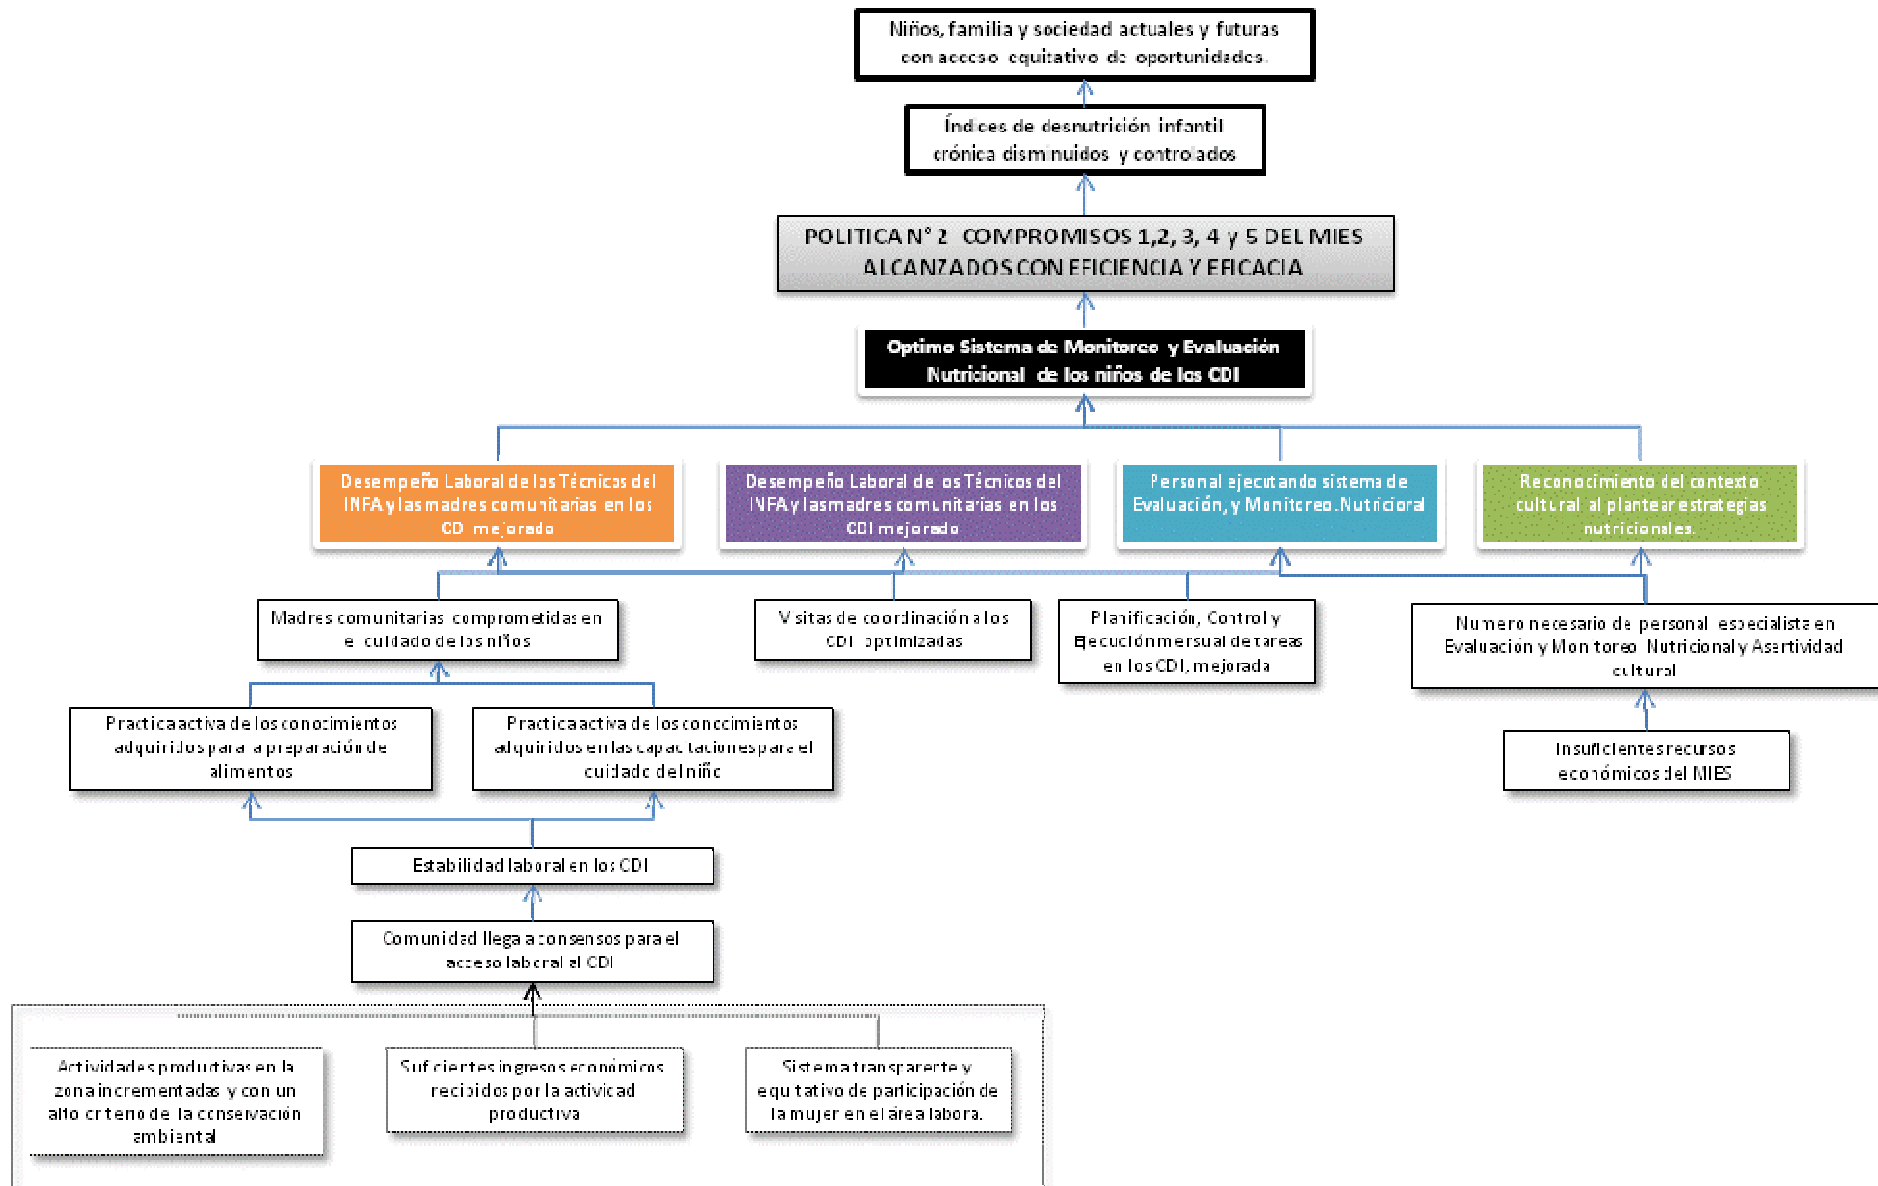 Niños, familia y sociedad actuales y futuras
con acceso equitativo de oportunidades.
Índices de desnutrición infantil
crónica disminuidos y controlados
POLITICA N° 2 COMPROMISOS 1,2, 3, 4 y 5 DEL MIES
ALCANZADOS CON EFICIENCIA Y EFICACIA
Optimo Sistema de Monitoreo y Evaluación
Nutricional de los niños de los CDI
Desempeño Laboral de los Técnicos del
INFA y las madres comunitarias en los
CDI mejorado
Desempeño Laboral de los Técnicos del
INFA y las madres comunitarias en los
CDI mejorado
Personal ejecutando sistema de
Evaluación, y Monitoreo. Nutricional
Reconocimiento del contexto
cultural al plantear estrategias
nutricionales.
Madres comunitarias comprometidas en
el cuidado de los niños
Visitas de coordinación a los
CDI optimizadas
Planificación, Control y
Ejecución mensual de tareas
en los CDI, mejorada
Numero necesario de personal especialista en
Evaluación y Monitoreo Nutricional y Asertividad
cultural
Practica activa de los conocimientos
adquiridos para la preparación de
alimentos
Practica activa de los conocimientos
adquiridos en las capacitaciones para el
cuidado del niño
Insuficientes recursos
económicos del MIES
Estabilidad laboral en los CDI
Comunidad llega a consensos para el
acceso laboral al CDI
Actividades productivas en la
zona incrementadas y con un
alto criterio de la conservación
ambiental
Suficientes ingresos económicos
recibidos por la actividad
productiva
Sistema transparente y
equitativo de participación de
la mujer en el área labora.